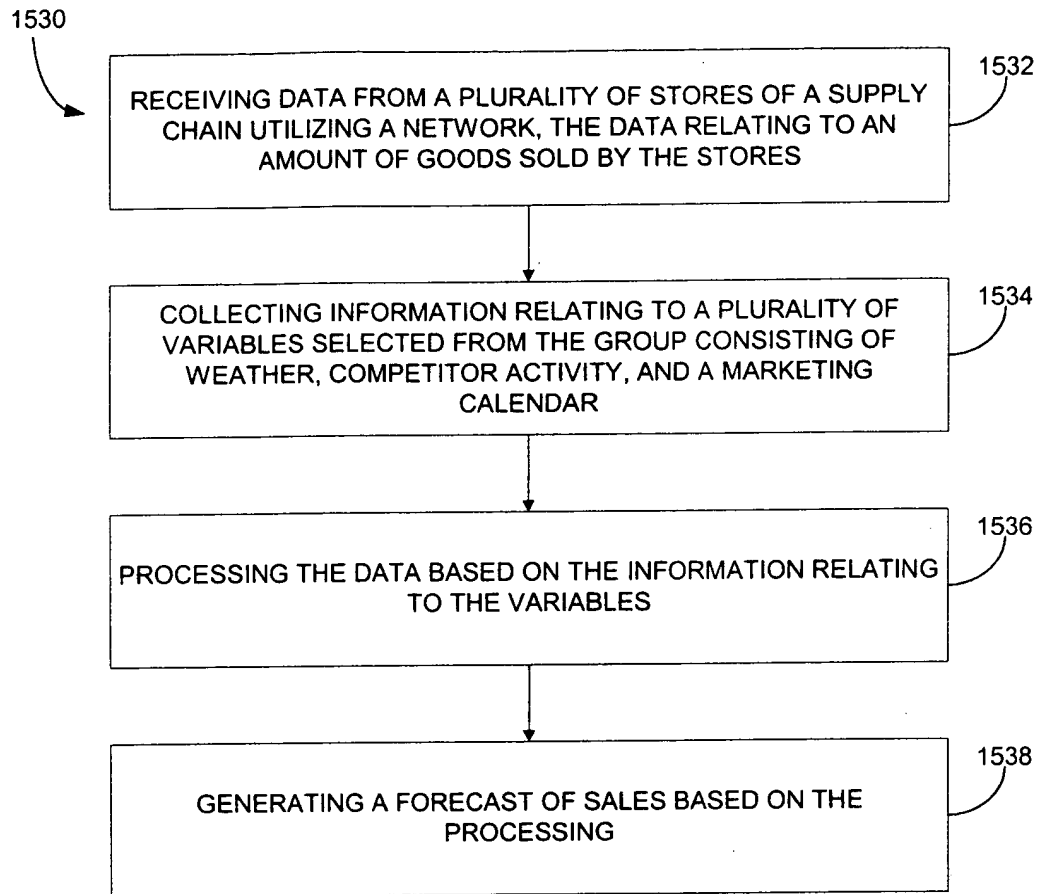 1530
1532
RECEIVING DATA FROM A PLURALITY OF STORES OF A SUPPLY
CHAIN UTILIZING A NETWORK, THE DATA RELATING TO AN
AMOUNT OF GOODS SOLD BY THE STORES
1534
COLLECTING INFORMATION RELATING TO A PLURALITY OF
VARIABLES SELECTED FROM THE GROUP CONSISTING OF
WEATHER, COMPETITOR ACTIVITY, AND A MARKETING
CALENDAR
1536
PROCESSING THE DATA BASED ON THE INFORMATION RELATING
TO THE VARIABLES
1538
GENERATING A FORECAST OF SALES BASED ON THE
PROCESSING